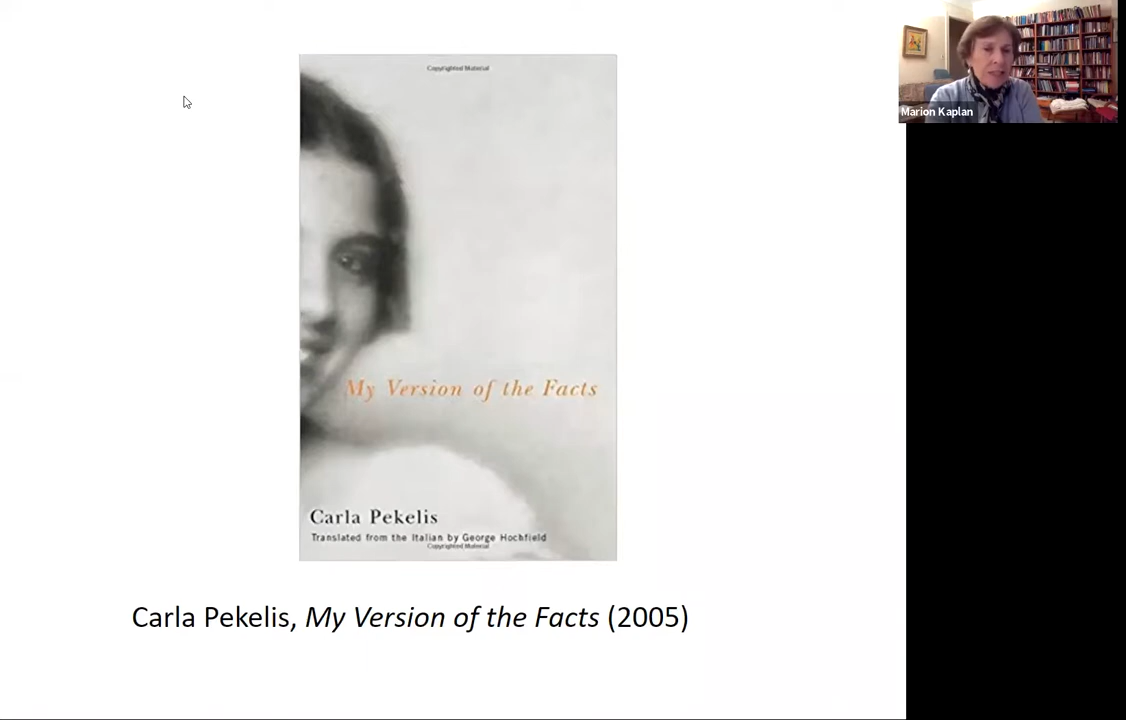 Copyrighted Material
My Version of the Facts
Carla Pekelis
Translated from the Italian by George Hochfield
Copyrighted Material
Carla Pekelis, My Version of the Facts (2005)
Marion Kaplan